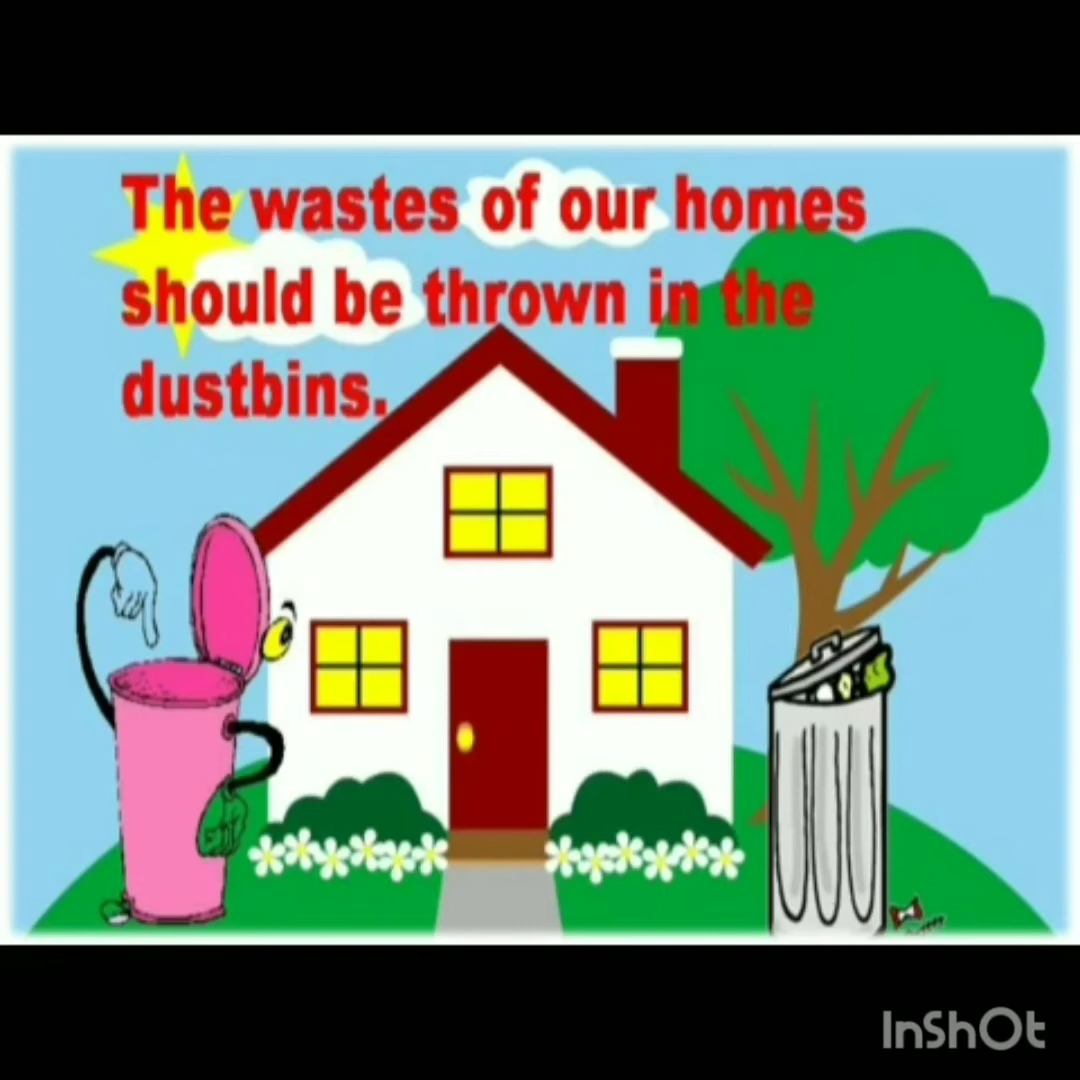 The wastes of our homes
should be thrown in the
dustbins.
InShOt